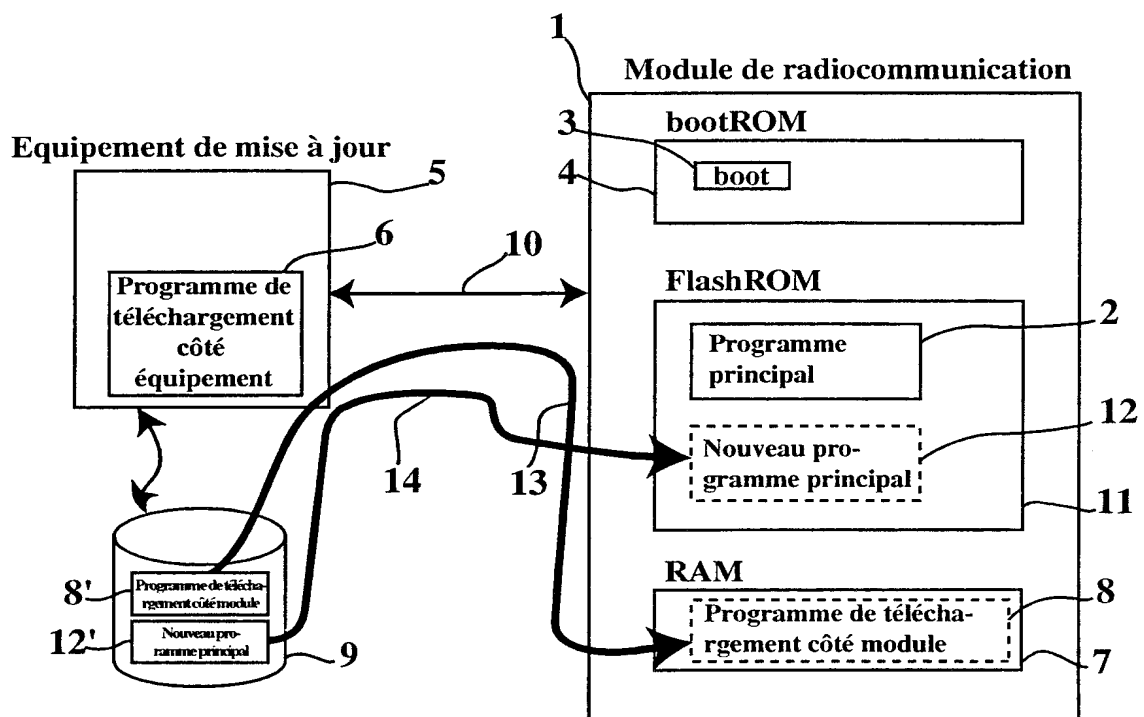 1
Module de radiocommunication
bootROM
3
boot
4
Equipement de mise à jour
5
6
Programme de
téléchargement
côté
équipement
10
FlashROM
2
Programme
principal
12
Nouveau pro-
gramme principal
11
14
13
RAM
8
Programme de télécha-
rgement côté module
7
8'
Programme de télécha-
rgement côté module
12'
Nouveau pro-
ramme principal
9